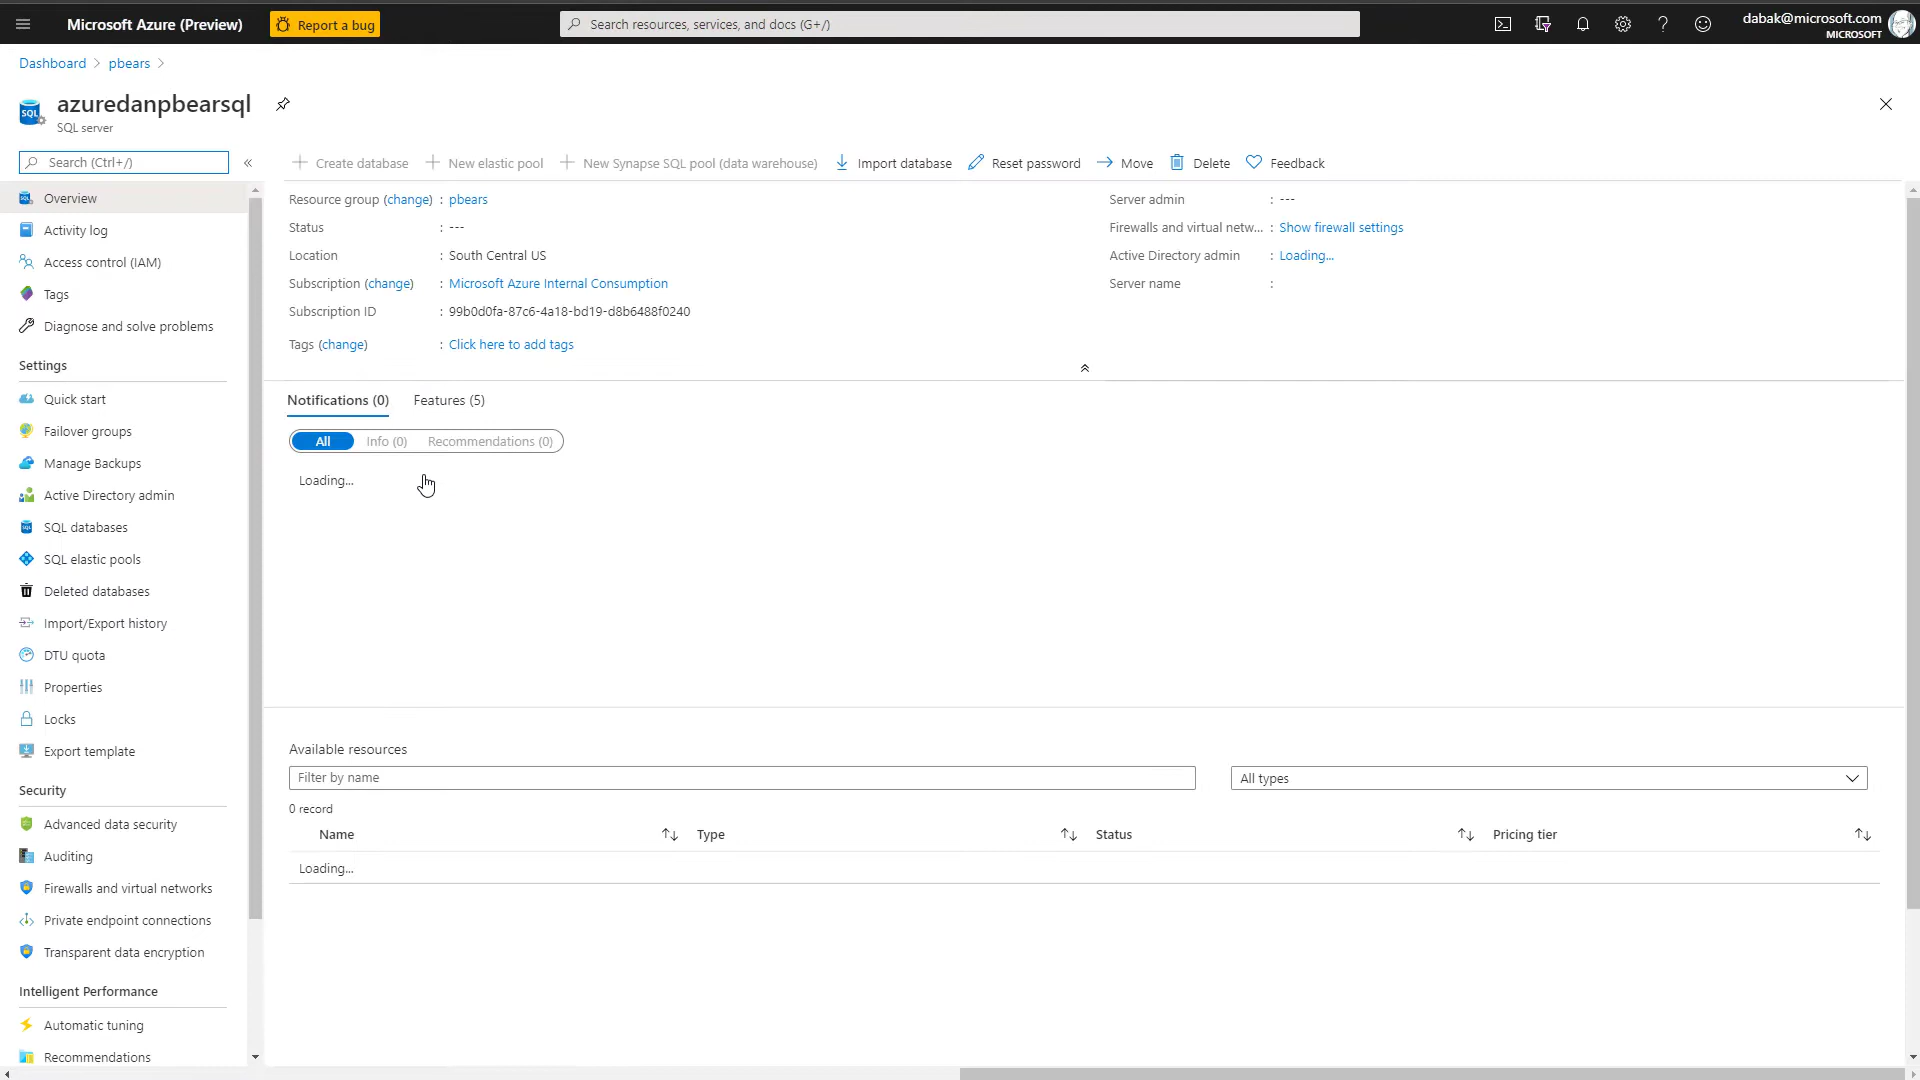 Microsoft Azure (Preview)
Report a bug
Search resources, services, and docs (G+/)
dabak@microsoft.com
MICROSOFT
Dashboard > pbears >
azuredanpbearsql
SQL server
Search (Ctrl+/)
«
Create database
New elastic pool
New Synapse SQL pool (data warehouse)
Import database
Reset password
Move
Delete
Feedback
Overview
Activity log
Access control (IAM)
Tags
Diagnose and solve problems
Settings
Quick start
Failover groups
Manage Backups
Active Directory admin
SQL databases
SQL elastic pools
Deleted databases
Import/Export history
DTU quota
Properties
Locks
Export template
Security
Advanced data security
Auditing
Firewalls and virtual networks
Private endpoint connections
Transparent data encryption
Intelligent Performance
Automatic tuning
Recommendations
Resource group (change) : pbears
Status : ---
Location : South Central US
Subscription (change) : Microsoft Azure Internal Consumption
Subscription ID : 99b0d0fa-87c6-4a18-bd19-d8b6488f0240
Tags (change) : Click here to add tags
Server admin : ---
Firewalls and virtual netw... : Show firewall settings
Active Directory admin : Loading...
Server name :
Notifications (0) Features (5)
All Info (0) Recommendations (0)
Loading...
Available resources
Filter by name
All types
0 record
Name Type Status Pricing tier
Loading...